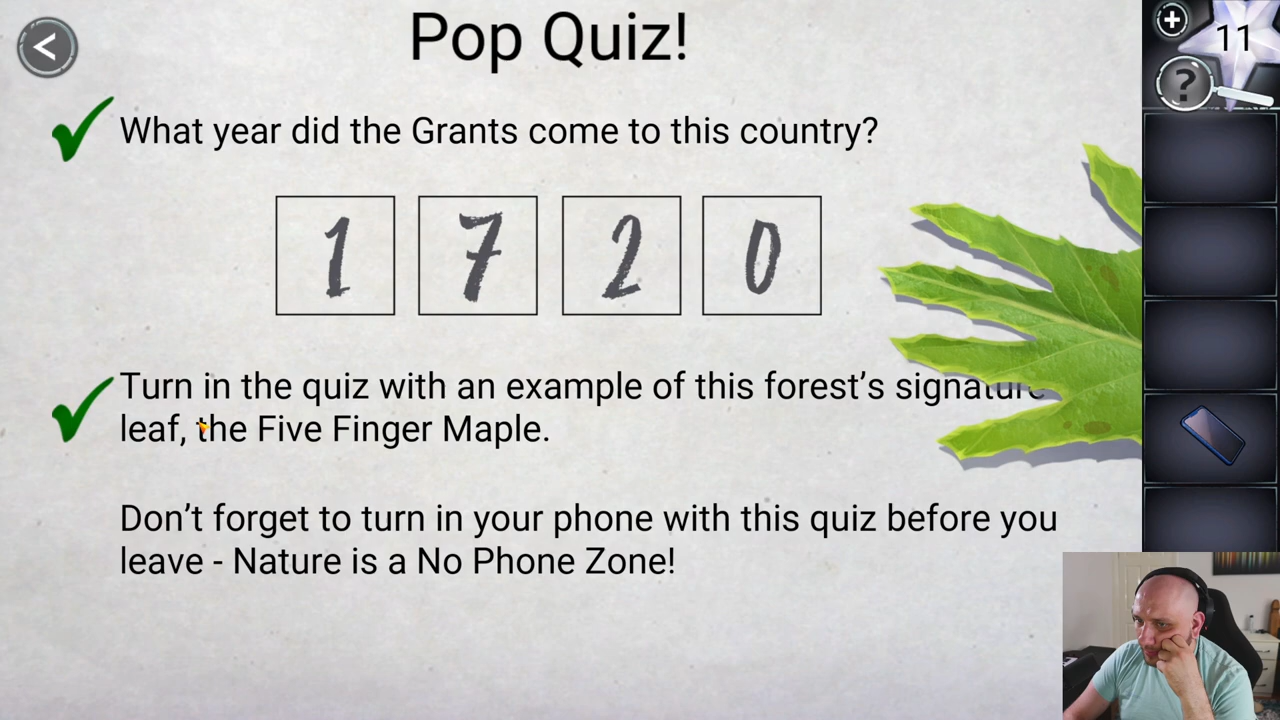 Pop Quiz!
11
What year did the Grants come to this country?
1 7 2 0
Turn in the quiz with an example of this forest's signature
leaf, the Five Finger Maple.
Don't forget to turn in your phone with this quiz before you
leave - Nature is a No Phone Zone!